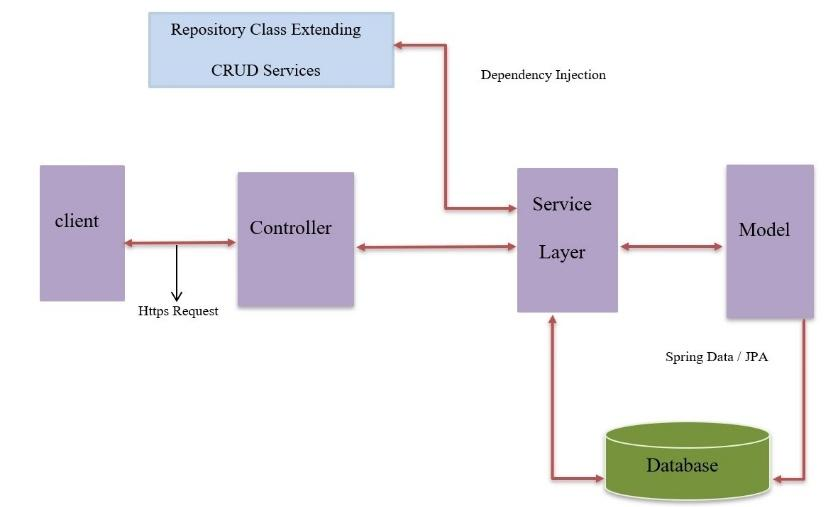 Repository Class Extending
CRUD Services
Dependency Injection
client
Controller
Service
Layer
Model
Https Request
Spring Data / JPA
Database